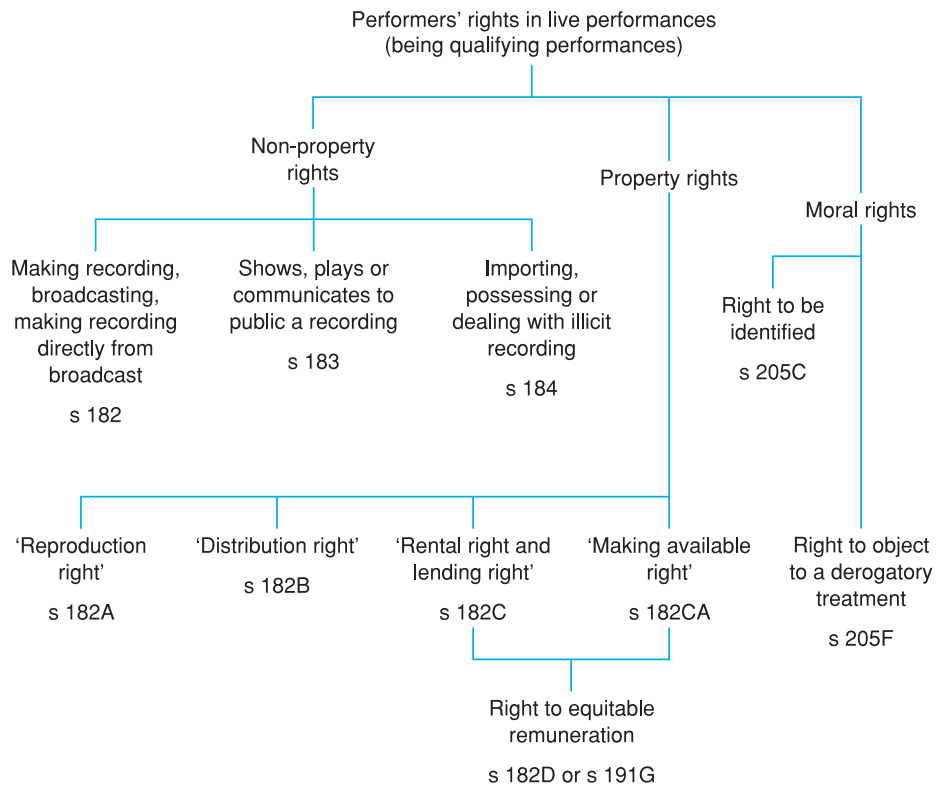 Performers’ rights in live performances
(being qualifying performances)
Non-property
rights
Property rights
Moral rights
Making recording,
broadcasting,
making recording
directly from
broadcast
s 182
Shows, plays or
communicates to
public a recording
s 183
Importing,
possessing or
dealing with illicit
recording
s 184
Right to be
identified
s 205C
‘Reproduction
right’
s 182A
‘Distribution right’
s 182B
‘Rental right and
lending right’
s 182C
‘Making available
right’
s 182CA
Right to object
to a derogatory
treatment
s 205F
Right to equitable
remuneration
s 182D or s 191G